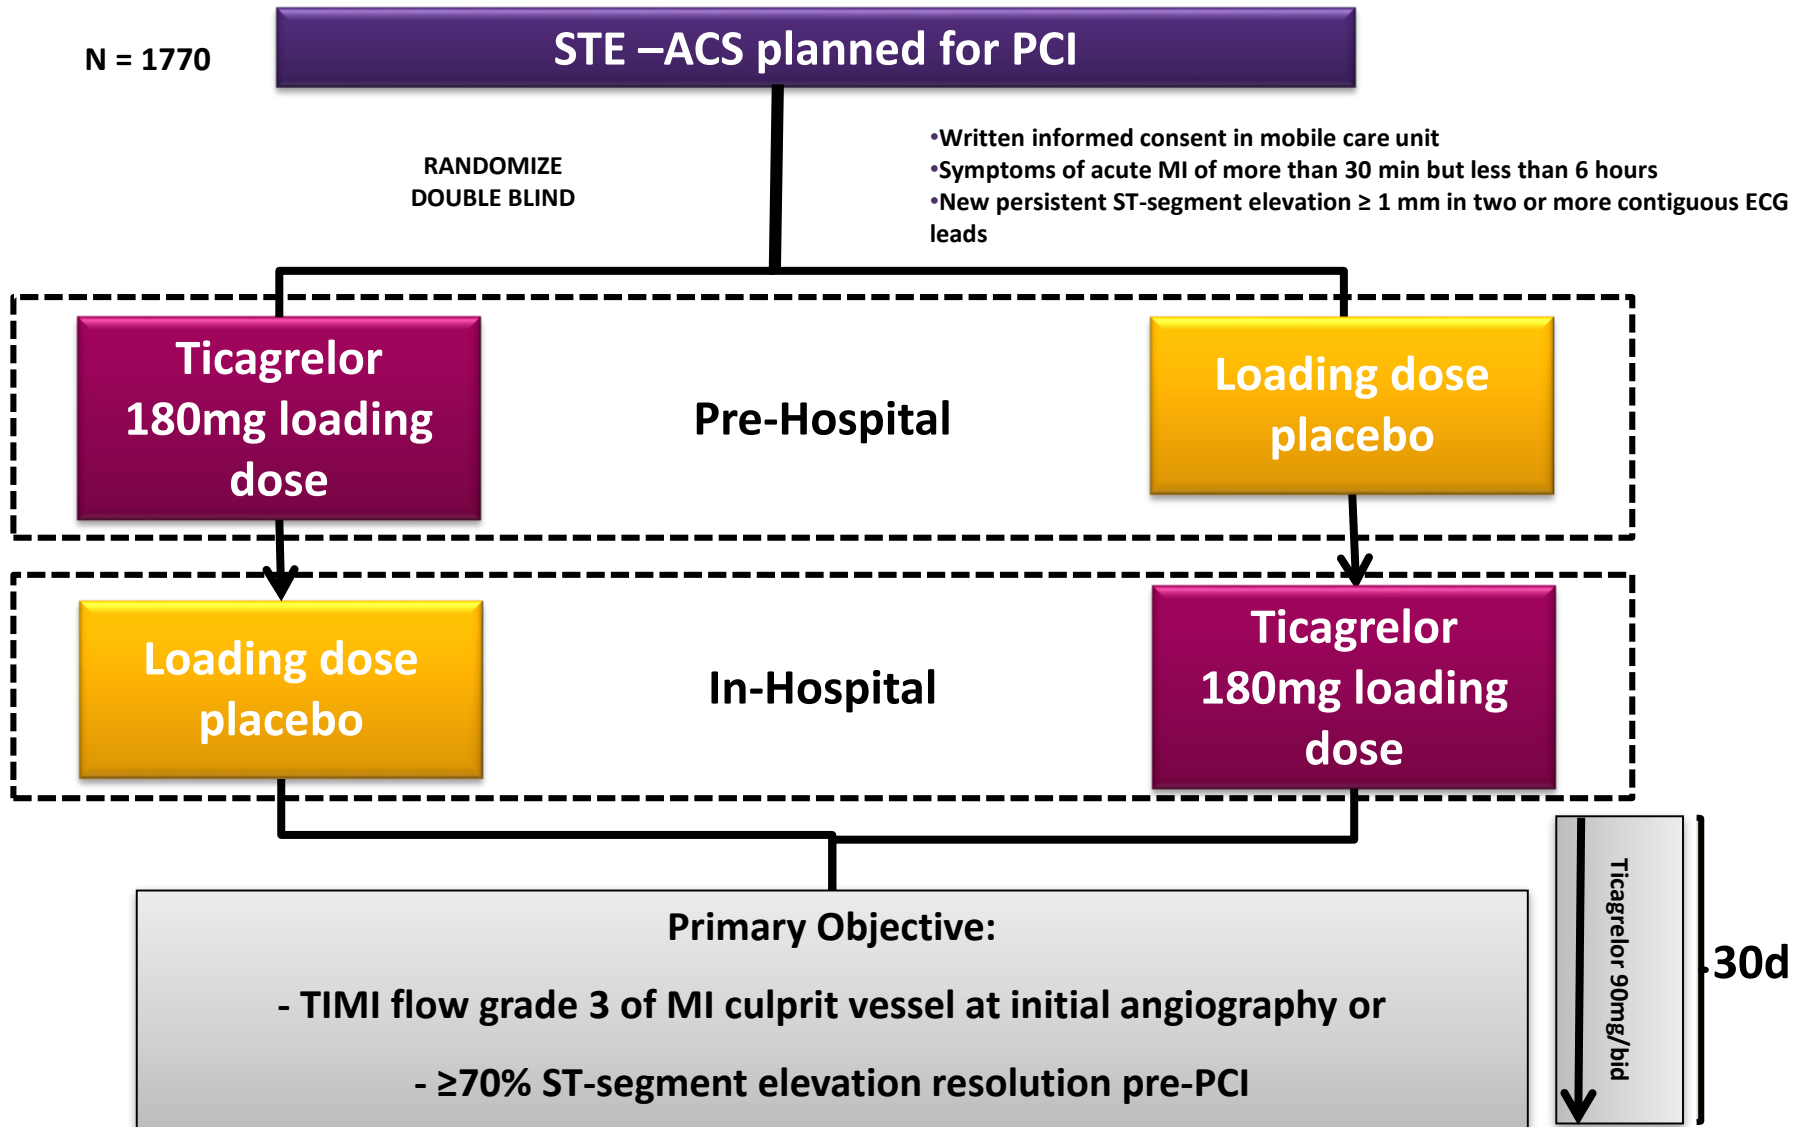 STE –ACS planned for PCI
N = 1770
RANDOMIZE
DOUBLE BLIND
•Written informed consent in mobile care unit
•Symptoms of acute MI of more than 30 min but less than 6 hours
•New persistent ST-segment elevation ≥ 1 mm in two or more contiguous ECG
leads
Ticagrelor
180mg loading
dose
Pre-Hospital
Loading dose
placebo
Loading dose
placebo
In-Hospital
Ticagrelor
180mg loading
dose
Primary Objective:
- TIMI flow grade 3 of MI culprit vessel at initial angiography or
- ≥70% ST-segment elevation resolution pre-PCI
Ticagrelor 90mg/bid
30d